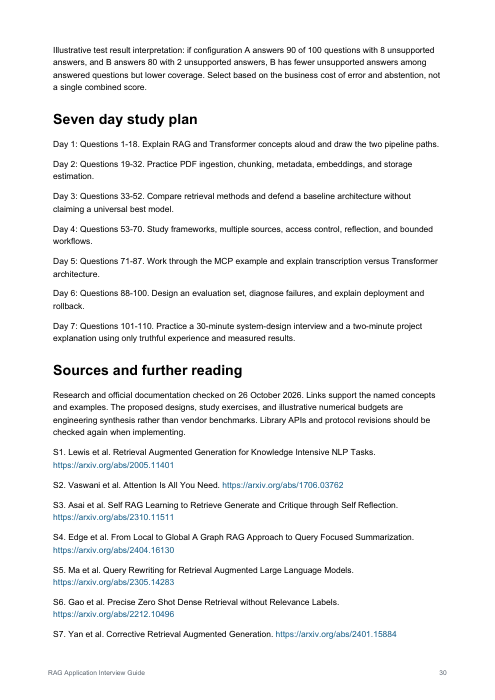 Illustrative test result interpretation: if configuration A answers 90 of 100 questions with 8 unsupported
answers, and B answers 80 with 2 unsupported answers, B has fewer unsupported answers among
answered questions but lower coverage. Select based on the business cost of error and abstention, not
a single combined score.
Seven day study plan
Day 1: Questions 1-18. Explain RAG and Transformer concepts aloud and draw the two pipeline paths.
Day 2: Questions 19-32. Practice PDF ingestion, chunking, metadata, embeddings, and storage
estimation.
Day 3: Questions 33-52. Compare retrieval methods and defend a baseline architecture without
claiming a universal best model.
Day 4: Questions 53-70. Study frameworks, multiple sources, access control, reflection, and bounded
workflows.
Day 5: Questions 71-87. Work through the MCP example and explain transcription versus Transformer
architecture.
Day 6: Questions 88-100. Design an evaluation set, diagnose failures, and explain deployment and
rollback.
Day 7: Questions 101-110. Practice a 30-minute system-design interview and a two-minute project
explanation using only truthful experience and measured results.
Sources and further reading
Research and official documentation checked on 26 October 2026. Links support the named concepts
and examples. The proposed designs, study exercises, and illustrative numerical budgets are
engineering synthesis rather than vendor benchmarks. Library APIs and protocol revisions should be
checked again when implementing.
S1. Lewis et al. Retrieval Augmented Generation for Knowledge Intensive NLP Tasks.
https://arxiv.org/abs/2005.11401
S2. Vaswani et al. Attention Is All You Need. https://arxiv.org/abs/1706.03762
S3. Asai et al. Self RAG Learning to Retrieve Generate and Critique through Self Reflection.
https://arxiv.org/abs/2310.11511
S4. Edge et al. From Local to Global A Graph RAG Approach to Query Focused Summarization.
https://arxiv.org/abs/2404.16130
S5. Ma et al. Query Rewriting for Retrieval Augmented Large Language Models.
https://arxiv.org/abs/2305.14283
S6. Gao et al. Precise Zero Shot Dense Retrieval without Relevance Labels.
https://arxiv.org/abs/2212.10496
S7. Yan et al. Corrective Retrieval Augmented Generation. https://arxiv.org/abs/2401.15884
RAG Application Interview Guide
30